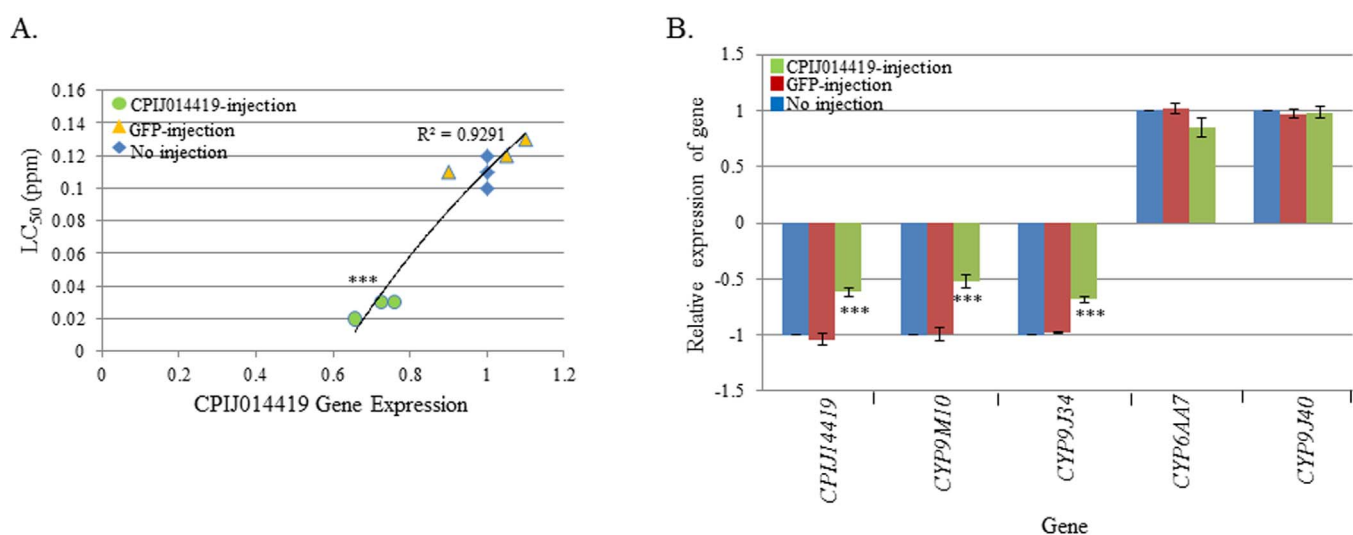 A.
0.16
0.14
0.12
0.1
0.08
0.06
0.04
0.02
0
LC50 (ppm)
CPIJ014419-injection
GFP-injection
No injection
R² = 0.9291
***
0 0.2 0.4 0.6 0.8 1 1.2
CPIJ014419 Gene Expression
B.
1.5
1
0.5
0
-0.5
-1
-1.5
Relative expression of gene
CPIJ014419-injection
GFP-injection
No injection
*** *** ***
CPIJ14419
CYP9M10
CYP9J34
CYP6AA7
CYP9J40
Gene